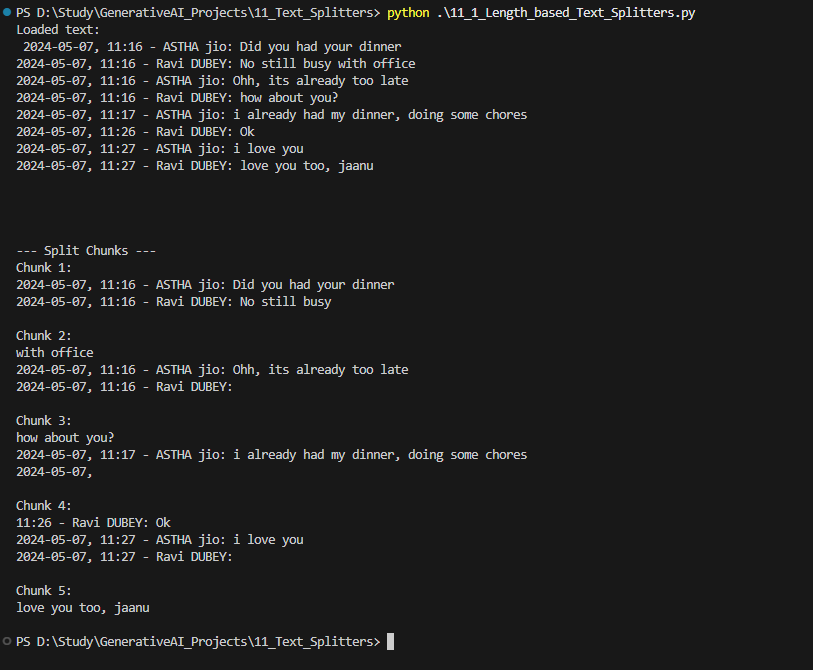 PS D:\Study\GenerativeAI_Projects\11_Text_Splitters> python .\11_1_Length_based_Text_Splitters.py
Loaded text:
2024-05-07, 11:16 - ASTHA jio: Did you had your dinner
2024-05-07, 11:16 - Ravi DUBEY: No still busy with office
2024-05-07, 11:16 - ASTHA jio: Ohh, its already too late
2024-05-07, 11:16 - Ravi DUBEY: how about you?
2024-05-07, 11:17 - ASTHA jio: i already had my dinner, doing some chores
2024-05-07, 11:26 - Ravi DUBEY: Ok
2024-05-07, 11:27 - ASTHA jio: i love you
2024-05-07, 11:27 - Ravi DUBEY: love you too, jaanu
--- Split Chunks ---
Chunk 1:
2024-05-07, 11:16 - ASTHA jio: Did you had your dinner
2024-05-07, 11:16 - Ravi DUBEY: No still busy
Chunk 2:
with office
2024-05-07, 11:16 - ASTHA jio: Ohh, its already too late
2024-05-07, 11:16 - Ravi DUBEY:
Chunk 3:
how about you?
2024-05-07, 11:17 - ASTHA jio: i already had my dinner, doing some chores
2024-05-07,
Chunk 4:
11:26 - Ravi DUBEY: Ok
2024-05-07, 11:27 - ASTHA jio: i love you
2024-05-07, 11:27 - Ravi DUBEY:
Chunk 5:
love you too, jaanu
PS D:\Study\GenerativeAI_Projects\11_Text_Splitters>